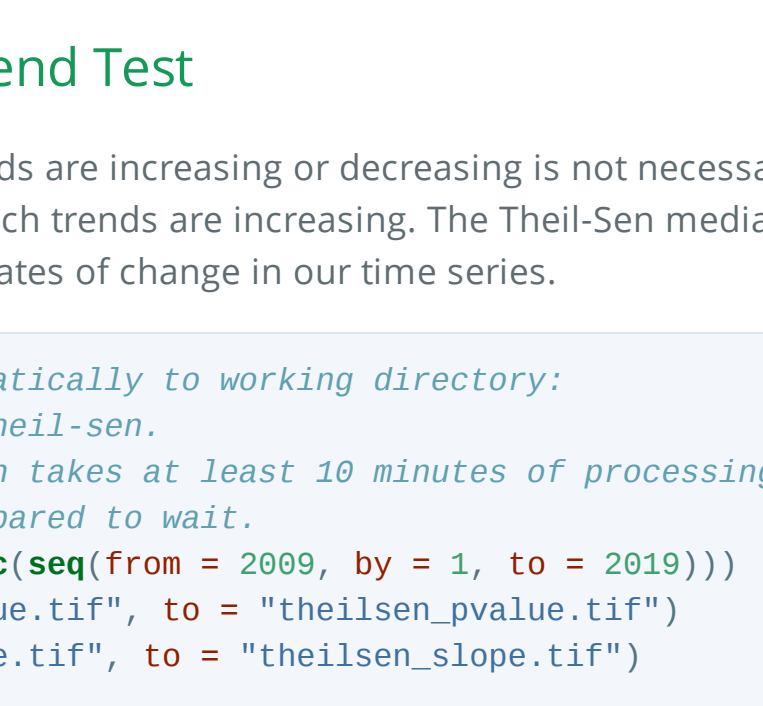 end Test
ds are increasing or decreasing is not necessa
ch trends are increasing. The Theil-Sen media
ates of change in our time series.
atically to working directory:
heil-sen.
n takes at least 10 minutes of processing
pared to wait.
c(seq(from = 2009, by = 1, to = 2019)))
ue.tif", to = "theilsen_pvalue.tif")
e.tif", to = "theilsen_slope.tif")